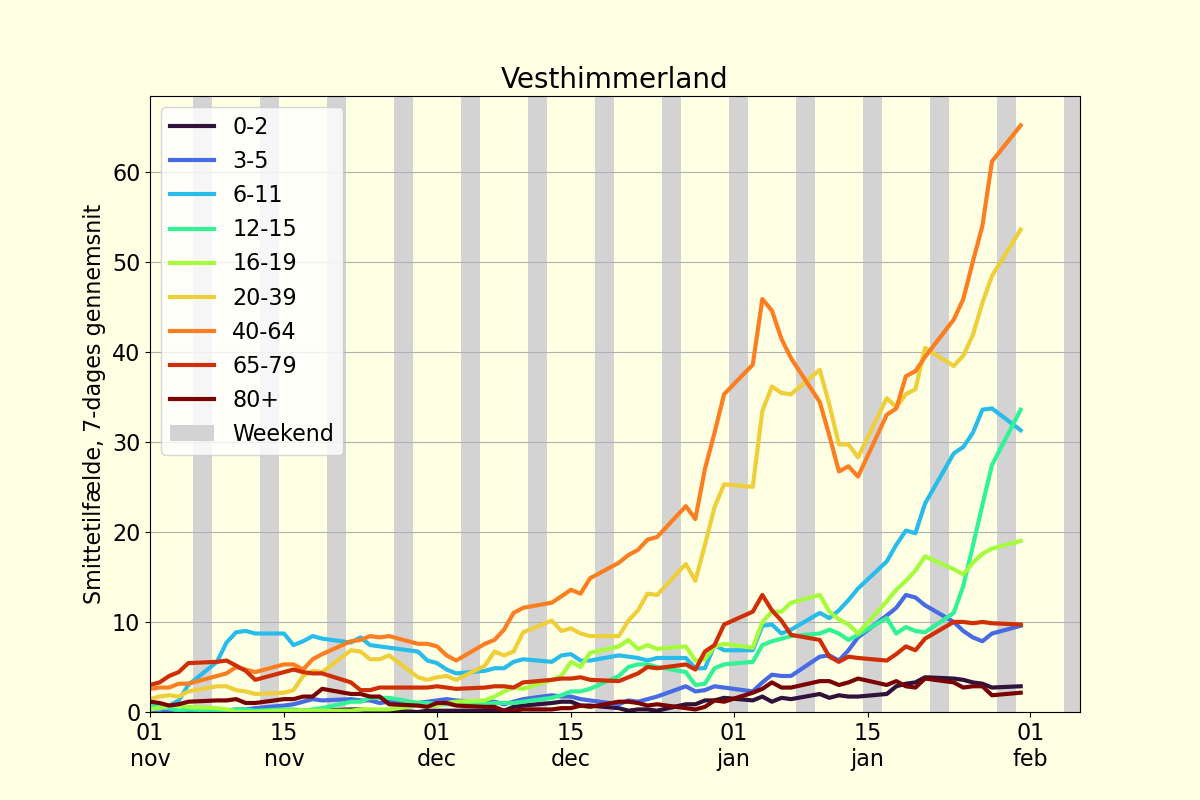 Vesthimmerland
Smittetilfælde, 7-dages gennemsnit
60
50
40
30
20
10
0
0-2
3-5
6-11
12-15
16-19
20-39
40-64
65-79
80+
Weekend
01
nov
15
nov
01
dec
15
dec
01
jan
15
jan
01
feb